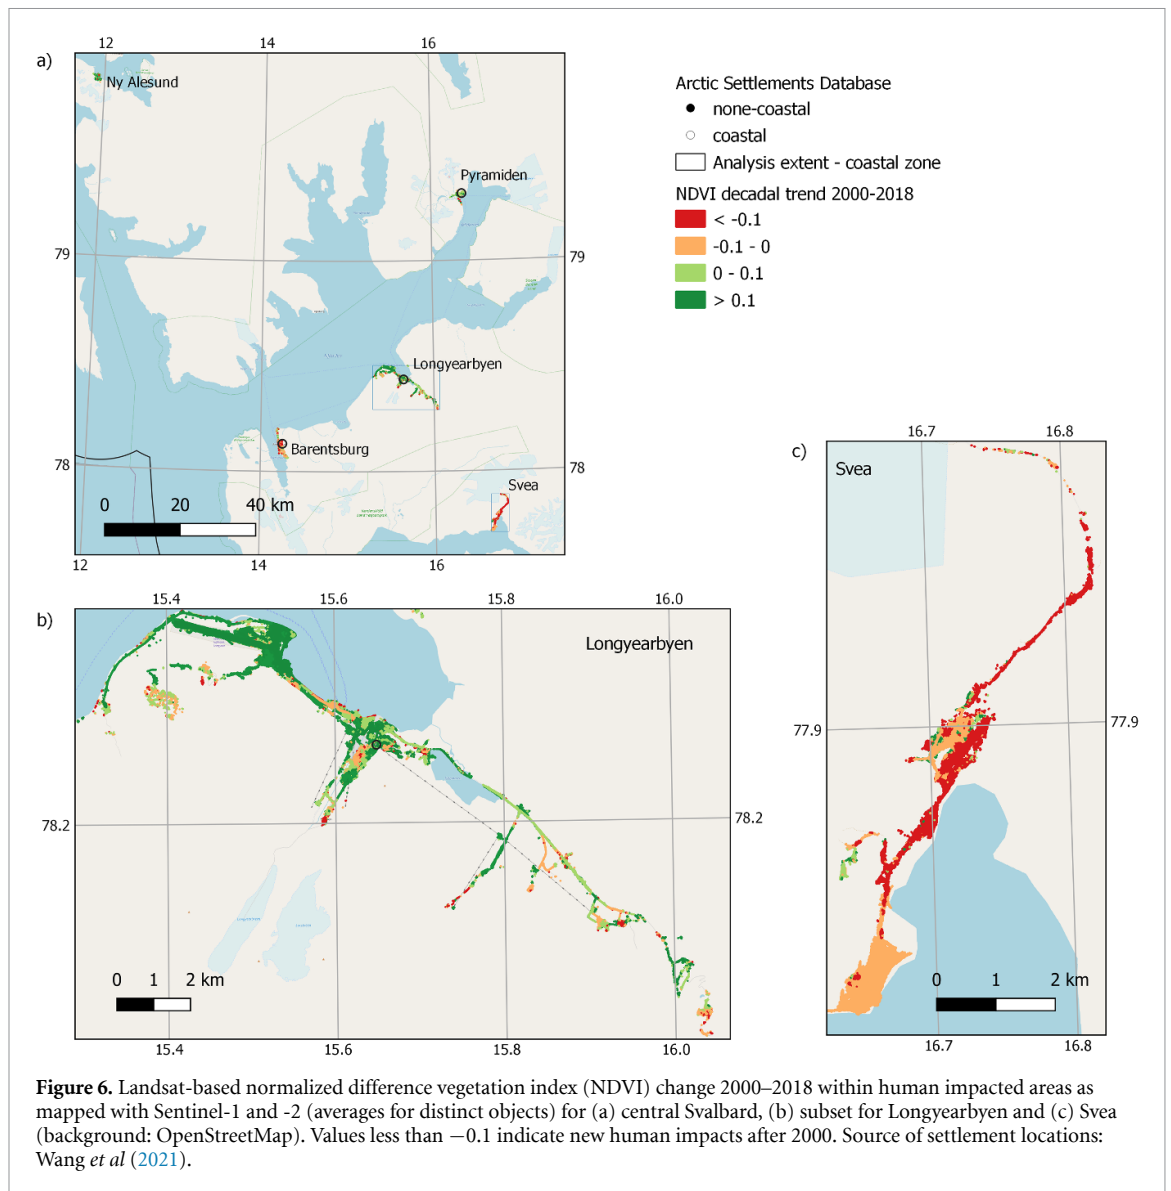 a)
12
14
16
Ny Alesund
Pyramiden
79
79
Longyearbyen
Barentsburg
78
78
Svea
0
20
40 km
12
14
16
Arctic Settlements Database
none-coastal
coastal
Analysis extent - coastal zone
NDVI decadal trend 2000-2018
< -0.1
-0.1 - 0
0 - 0.1
> 0.1
b)
15.4
15.6
15.8
16.0
Longyearbyen
78.2
78.2
0
1
2 km
15.4
15.6
15.8
16.0
c)
16.7
16.8
Svea
77.9
77.9
0
1
2 km
16.7
16.8
Figure 6. Landsat-based normalized difference vegetation index (NDVI) change 2000–2018 within human impacted areas as
mapped with Sentinel-1 and -2 (averages for distinct objects) for (a) central Svalbard, (b) subset for Longyearbyen and (c) Svea
(background: OpenStreetMap). Values less than −0.1 indicate new human impacts after 2000. Source of settlement locations:
Wang et al (2021).